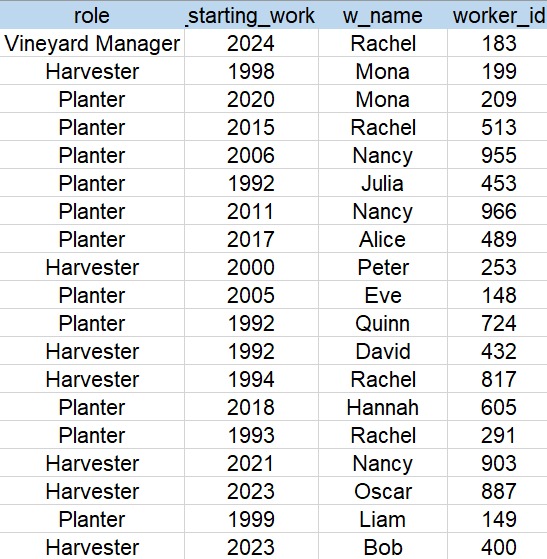 role _starting_work w_name worker_id
Vineyard Manager 2024 Rachel 183
Harvester 1998 Mona 199
Planter 2020 Mona 209
Planter 2015 Rachel 513
Planter 2006 Nancy 955
Planter 1992 Julia 453
Planter 2011 Nancy 966
Planter 2017 Alice 489
Harvester 2000 Peter 253
Planter 2005 Eve 148
Planter 1992 Quinn 724
Harvester 1992 David 432
Harvester 1994 Rachel 817
Planter 2018 Hannah 605
Planter 1993 Rachel 291
Harvester 2021 Nancy 903
Harvester 2023 Oscar 887
Planter 1999 Liam 149
Harvester 2023 Bob 400